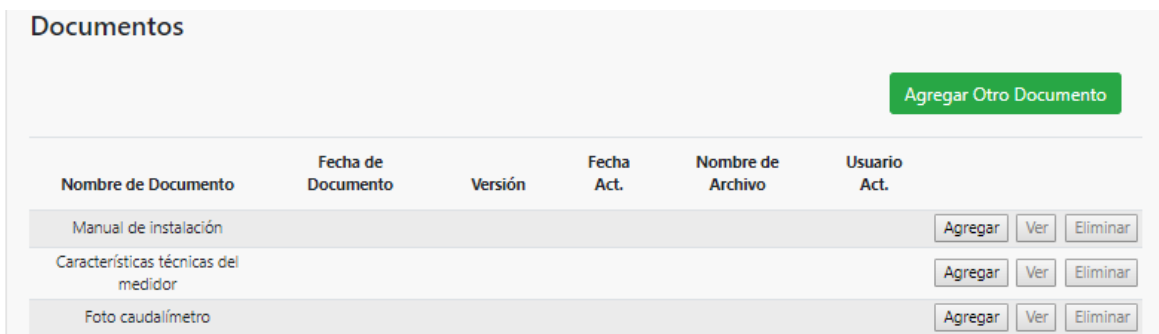 Documentos
Agregar Otro Documento
Nombre de Documento Fecha de Documento Versión Fecha Act. Nombre de Archivo Usuario Act.
Manual de instalación Agregar Ver Eliminar
Características técnicas del medidor Agregar Ver Eliminar
Foto caudalímetro Agregar Ver Eliminar